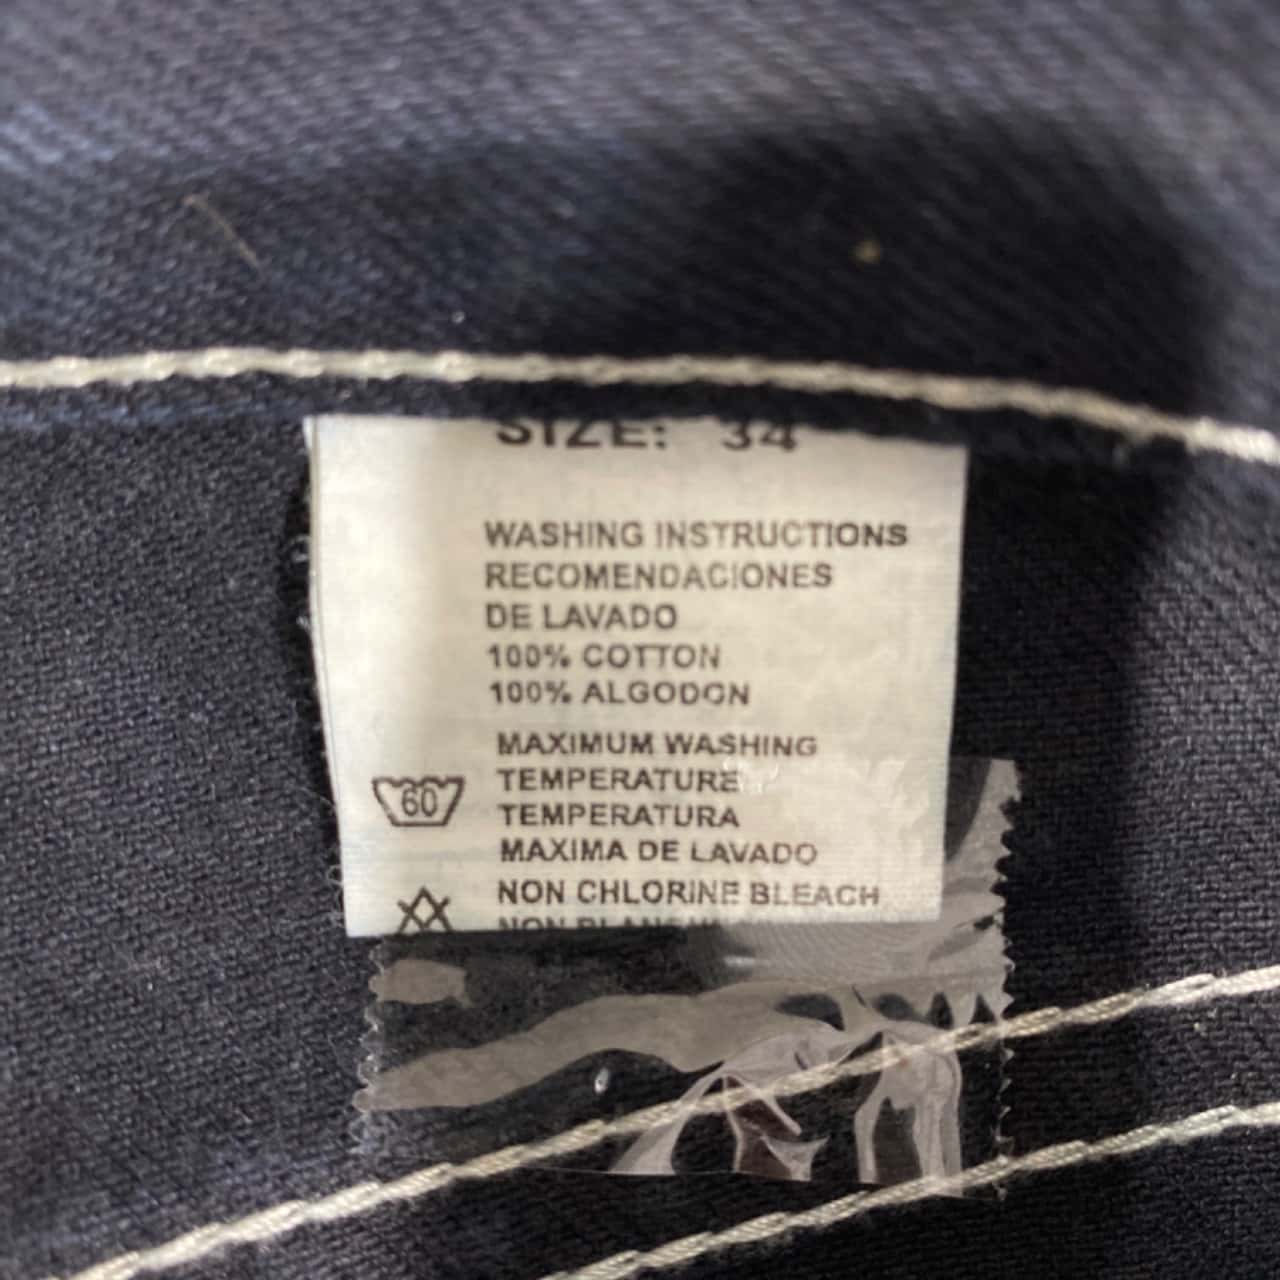 SIZE: 34
WASHING INSTRUCTIONS
RECOMENDACIONES
DE LAVADO
100% COTTON
100% ALGODON
MAXIMUM WASHING
TEMPERATURE
60
TEMPERATURA
MAXIMA DE LAVADO
NON CHLORINE BLEACH
NON